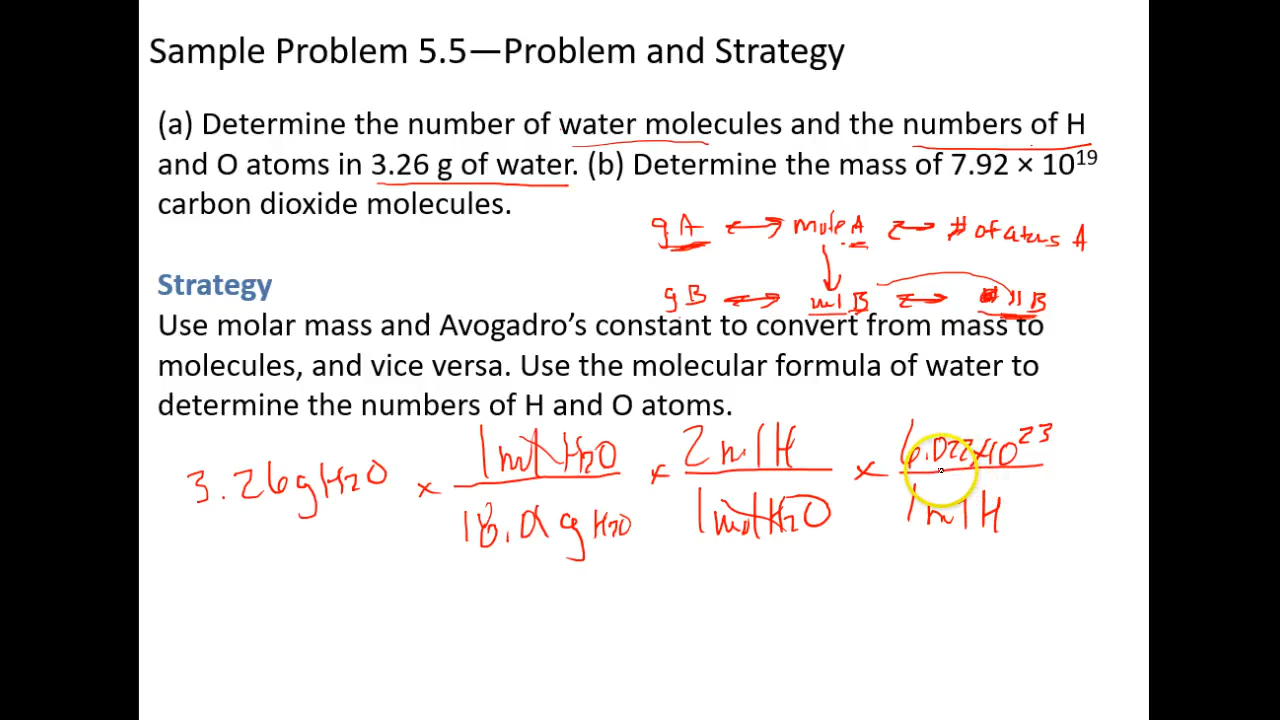 Sample Problem 5.5—Problem and Strategy
(a) Determine the number of water molecules and the numbers of H
and O atoms in 3.26 g of water. (b) Determine the mass of 7.92 × 10¹⁹
carbon dioxide molecules.
g A ↔ mole A ↔ # of atoms A
g B ↔ mol B ↔ # " B
Strategy
Use molar mass and Avogadro's constant to convert from mass to
molecules, and vice versa. Use the molecular formula of water to
determine the numbers of H and O atoms.
3.26 g H₂O × 1 mol H₂O × 2 mol H × 6.022×10²³
g H₂O 1 mol H₂O 1 mol H